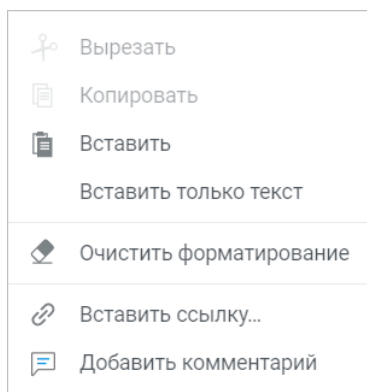 Вырезать
Копировать
Вставить
Вставить только текст
Очистить форматирование
Вставить ссылку...
Добавить комментарий